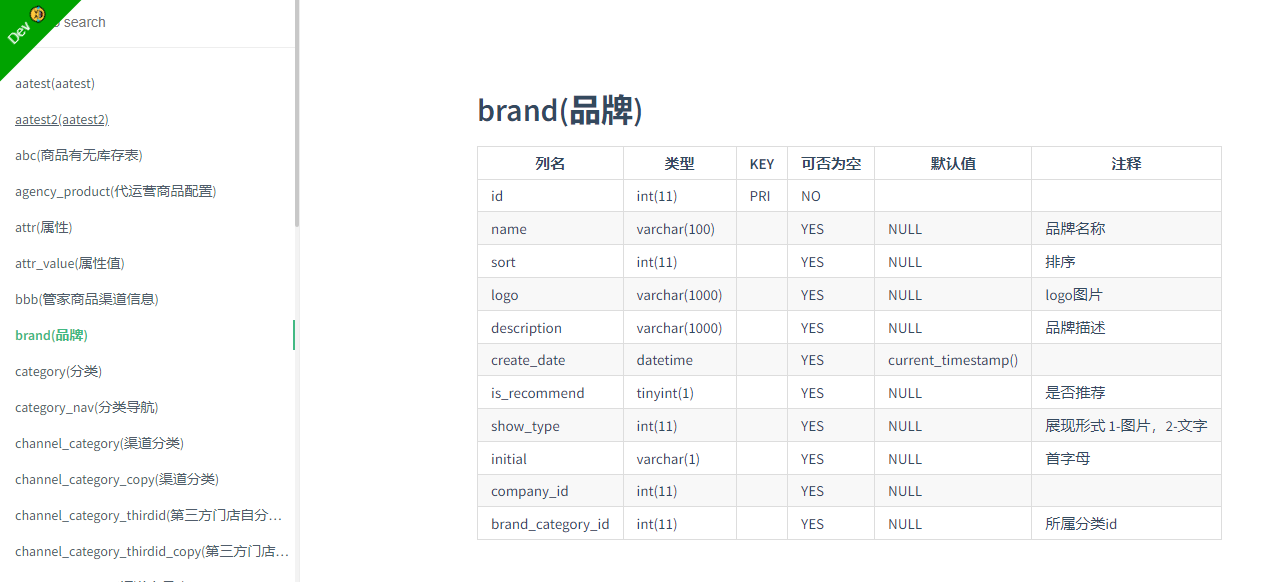 Dev
search
aatest(aatest)
aatest2(aatest2)
abc(商品有无库存表)
agency_product(代运营商品配置)
attr(属性)
attr_value(属性值)
bbb(管家商品渠道信息)
brand(品牌)
category(分类)
category_nav(分类导航)
channel_category(渠道分类)
channel_category_copy(渠道分类)
channel_category_thirdid(第三方门店自分…
channel_category_thirdid_copy(第三方门店…
brand(品牌)
列名 类型 KEY 可否为空 默认值 注释
id int(11) PRI NO
name varchar(100) YES NULL 品牌名称
sort int(11) YES NULL 排序
logo varchar(1000) YES NULL logo图片
description varchar(1000) YES NULL 品牌描述
create_date datetime YES current_timestamp()
is_recommend tinyint(1) YES NULL 是否推荐
show_type int(11) YES NULL 展现形式 1-图片，2-文字
initial varchar(1) YES NULL 首字母
company_id int(11) YES NULL
brand_category_id int(11) YES NULL 所属分类id